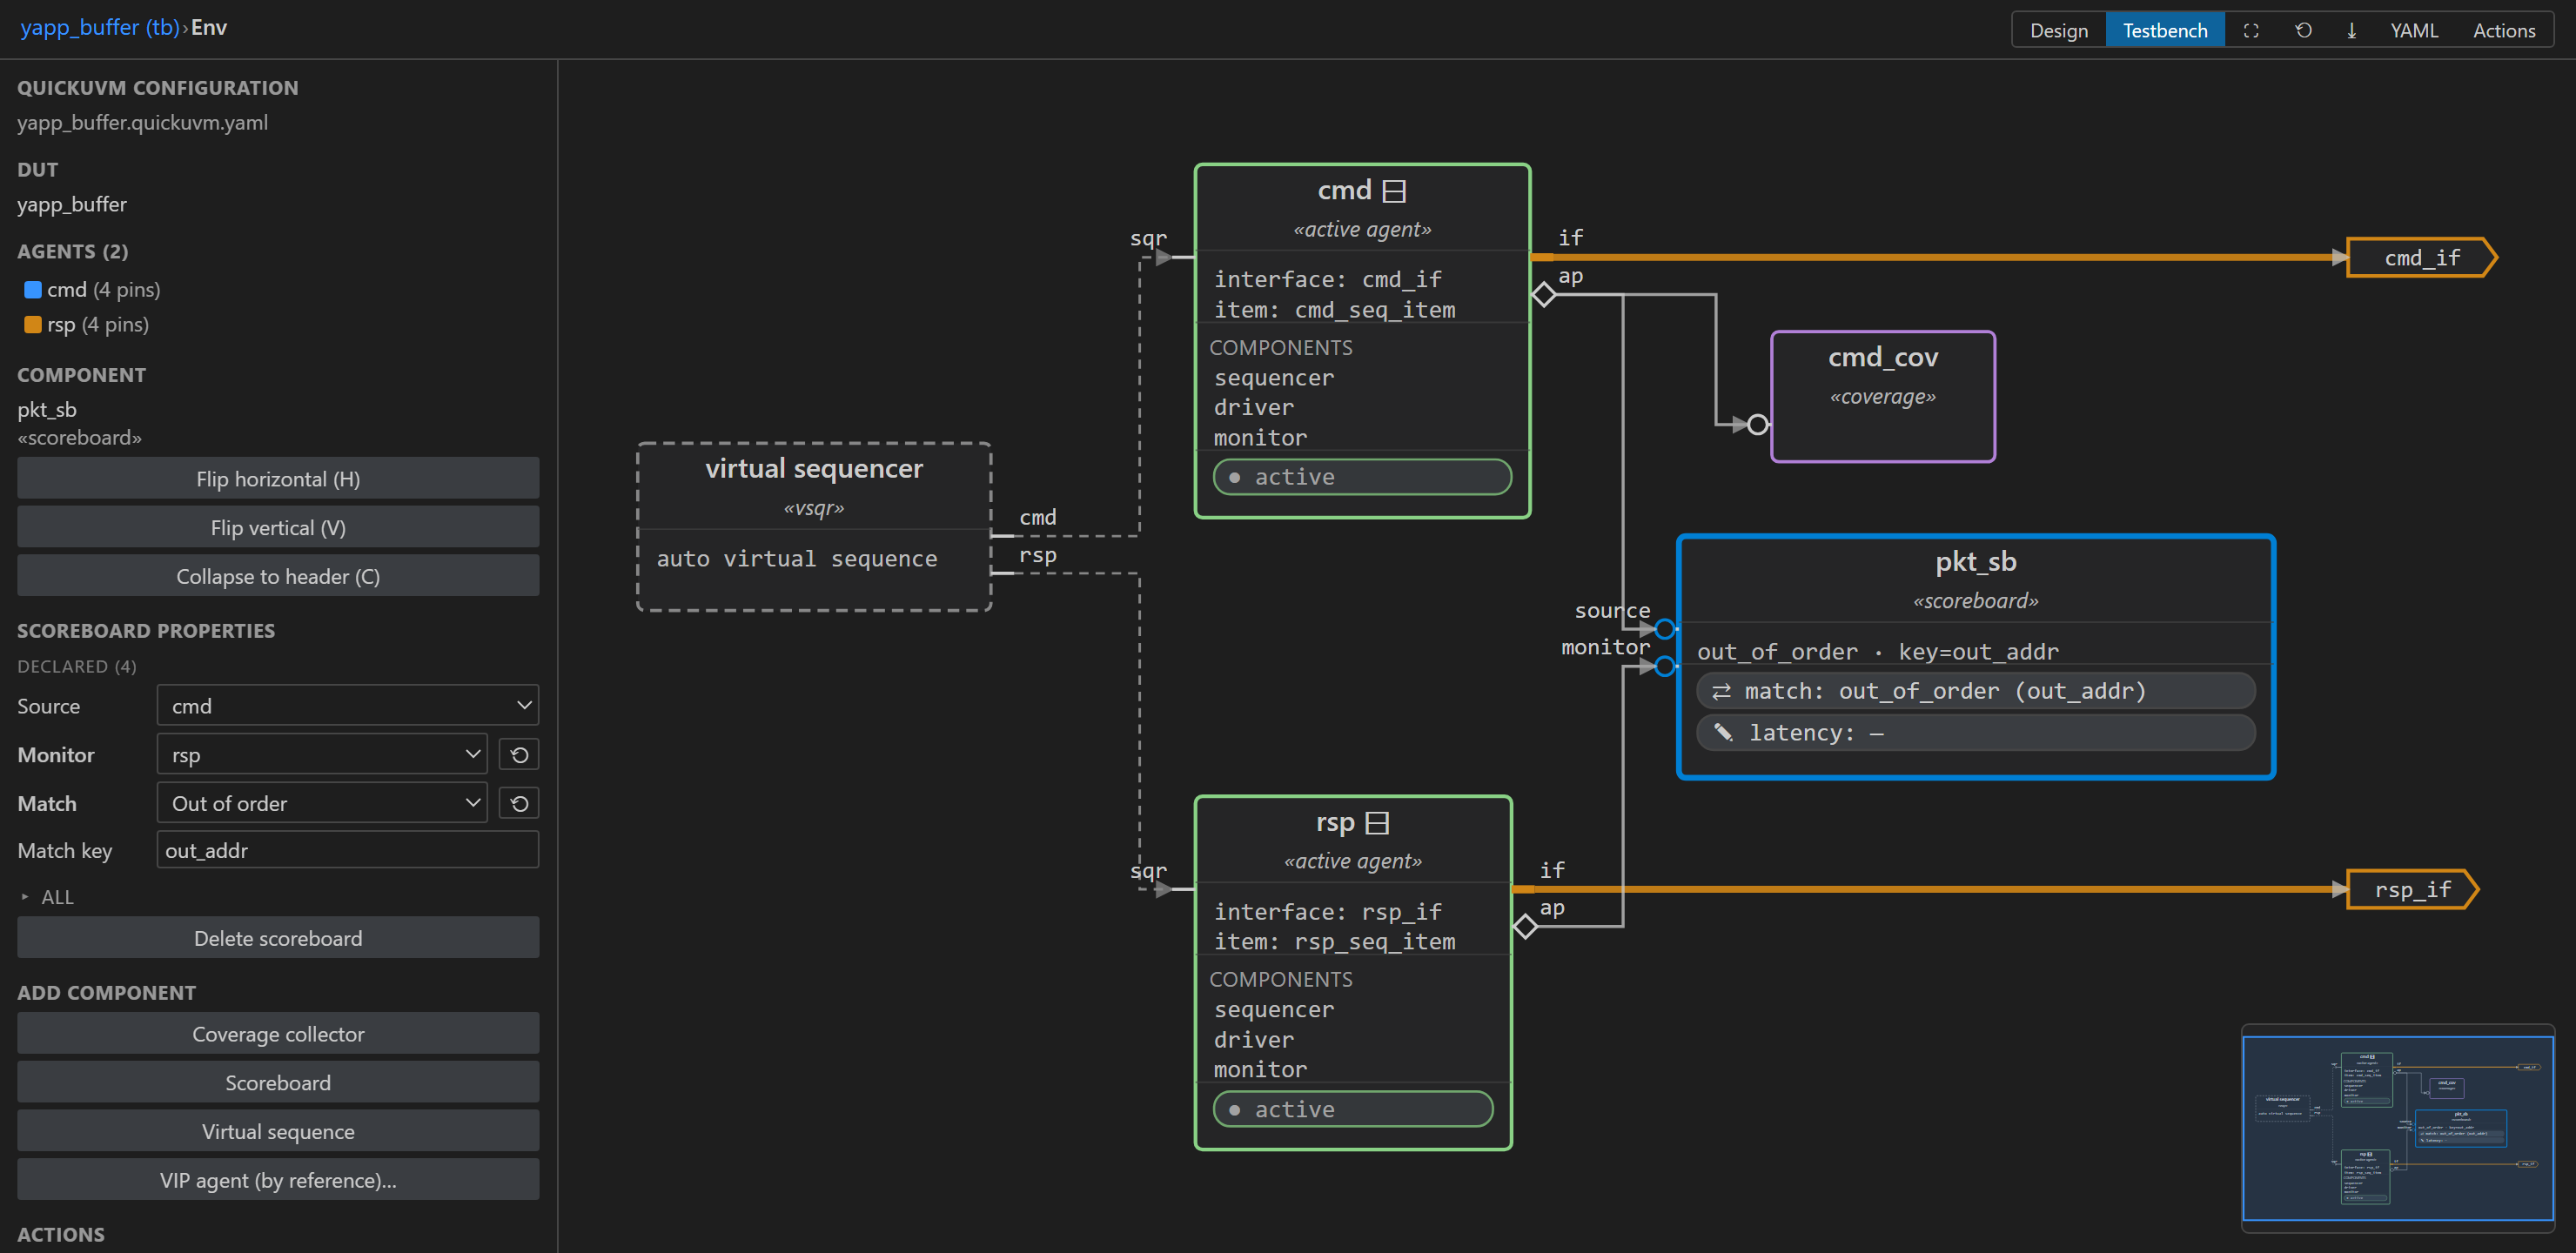 yapp_buffer (tb) › Env
Design
Testbench
YAML
Actions
QUICKUVM CONFIGURATION
yapp_buffer.quickuvm.yaml
DUT
yapp_buffer
AGENTS (2)
cmd (4 pins)
rsp (4 pins)
COMPONENT
pkt_sb
«scoreboard»
Flip horizontal (H)
Flip vertical (V)
Collapse to header (C)
SCOREBOARD PROPERTIES
DECLARED (4)
Source
cmd
Monitor
rsp
Match
Out of order
Match key
out_addr
ALL
Delete scoreboard
ADD COMPONENT
Coverage collector
Scoreboard
Virtual sequence
VIP agent (by reference)...
ACTIONS
virtual sequencer
«vsqr»
auto virtual sequence
cmd
rsp
sqr
cmd
«active agent»
interface: cmd_if
item: cmd_seq_item
COMPONENTS
sequencer
driver
monitor
active
if
ap
cmd_if
cmd_cov
«coverage»
source
monitor
pkt_sb
«scoreboard»
out_of_order · key=out_addr
match: out_of_order (out_addr)
latency: —
sqr
rsp
«active agent»
interface: rsp_if
item: rsp_seq_item
COMPONENTS
sequencer
driver
monitor
active
if
ap
rsp_if